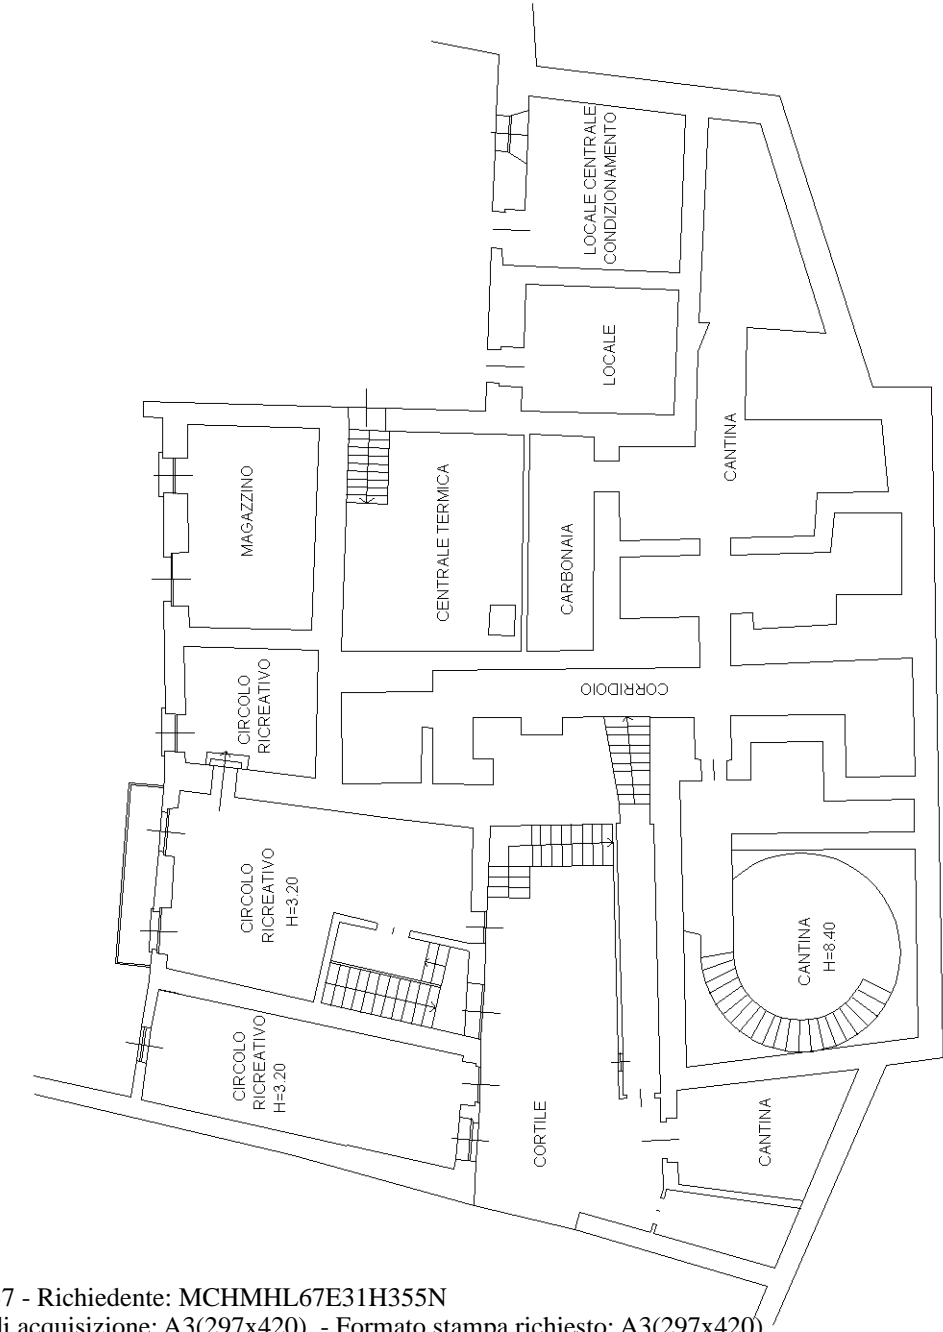 LOCALE CENTRALE
CONDIZIONAMENTO
LOCALE
CANTINA
MAGAZZINO
CENTRALE TERMICA
CARBONAIA
CIRCOLO
RICREATIVO
CORRIDOIO
CIRCOLO
RICREATIVO
H=3.20
CANTINA
H=8.40
CIRCOLO
RICREATIVO
H=3.20
CORTILE
CANTINA
7 - Richiedente: MCHMHL67E31H355N
di acquisizione: A3(297x420) - Formato stampa richiesto: A3(297x420)